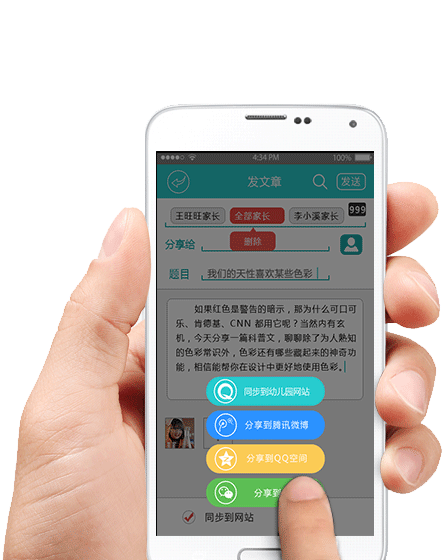 4:34 PM 100%
发文章 发送
王旺旺家长 全部家长 李小溪家长 999
分享给 删除
题目 我们的天性喜欢某些色彩
如果红色是警告的暗示，那为什么可口可
乐、肯德基、CNN 都用它呢？当然内有玄
机，今天分享一篇科普文，聊聊除了为人熟知
的色彩常识外，色彩还有哪些藏起来的神奇功
能，相信能帮你在设计中更好地使用色彩。
同步到幼儿园网站
分享到腾讯微博
分享到QQ空间
分享到
同步到网站